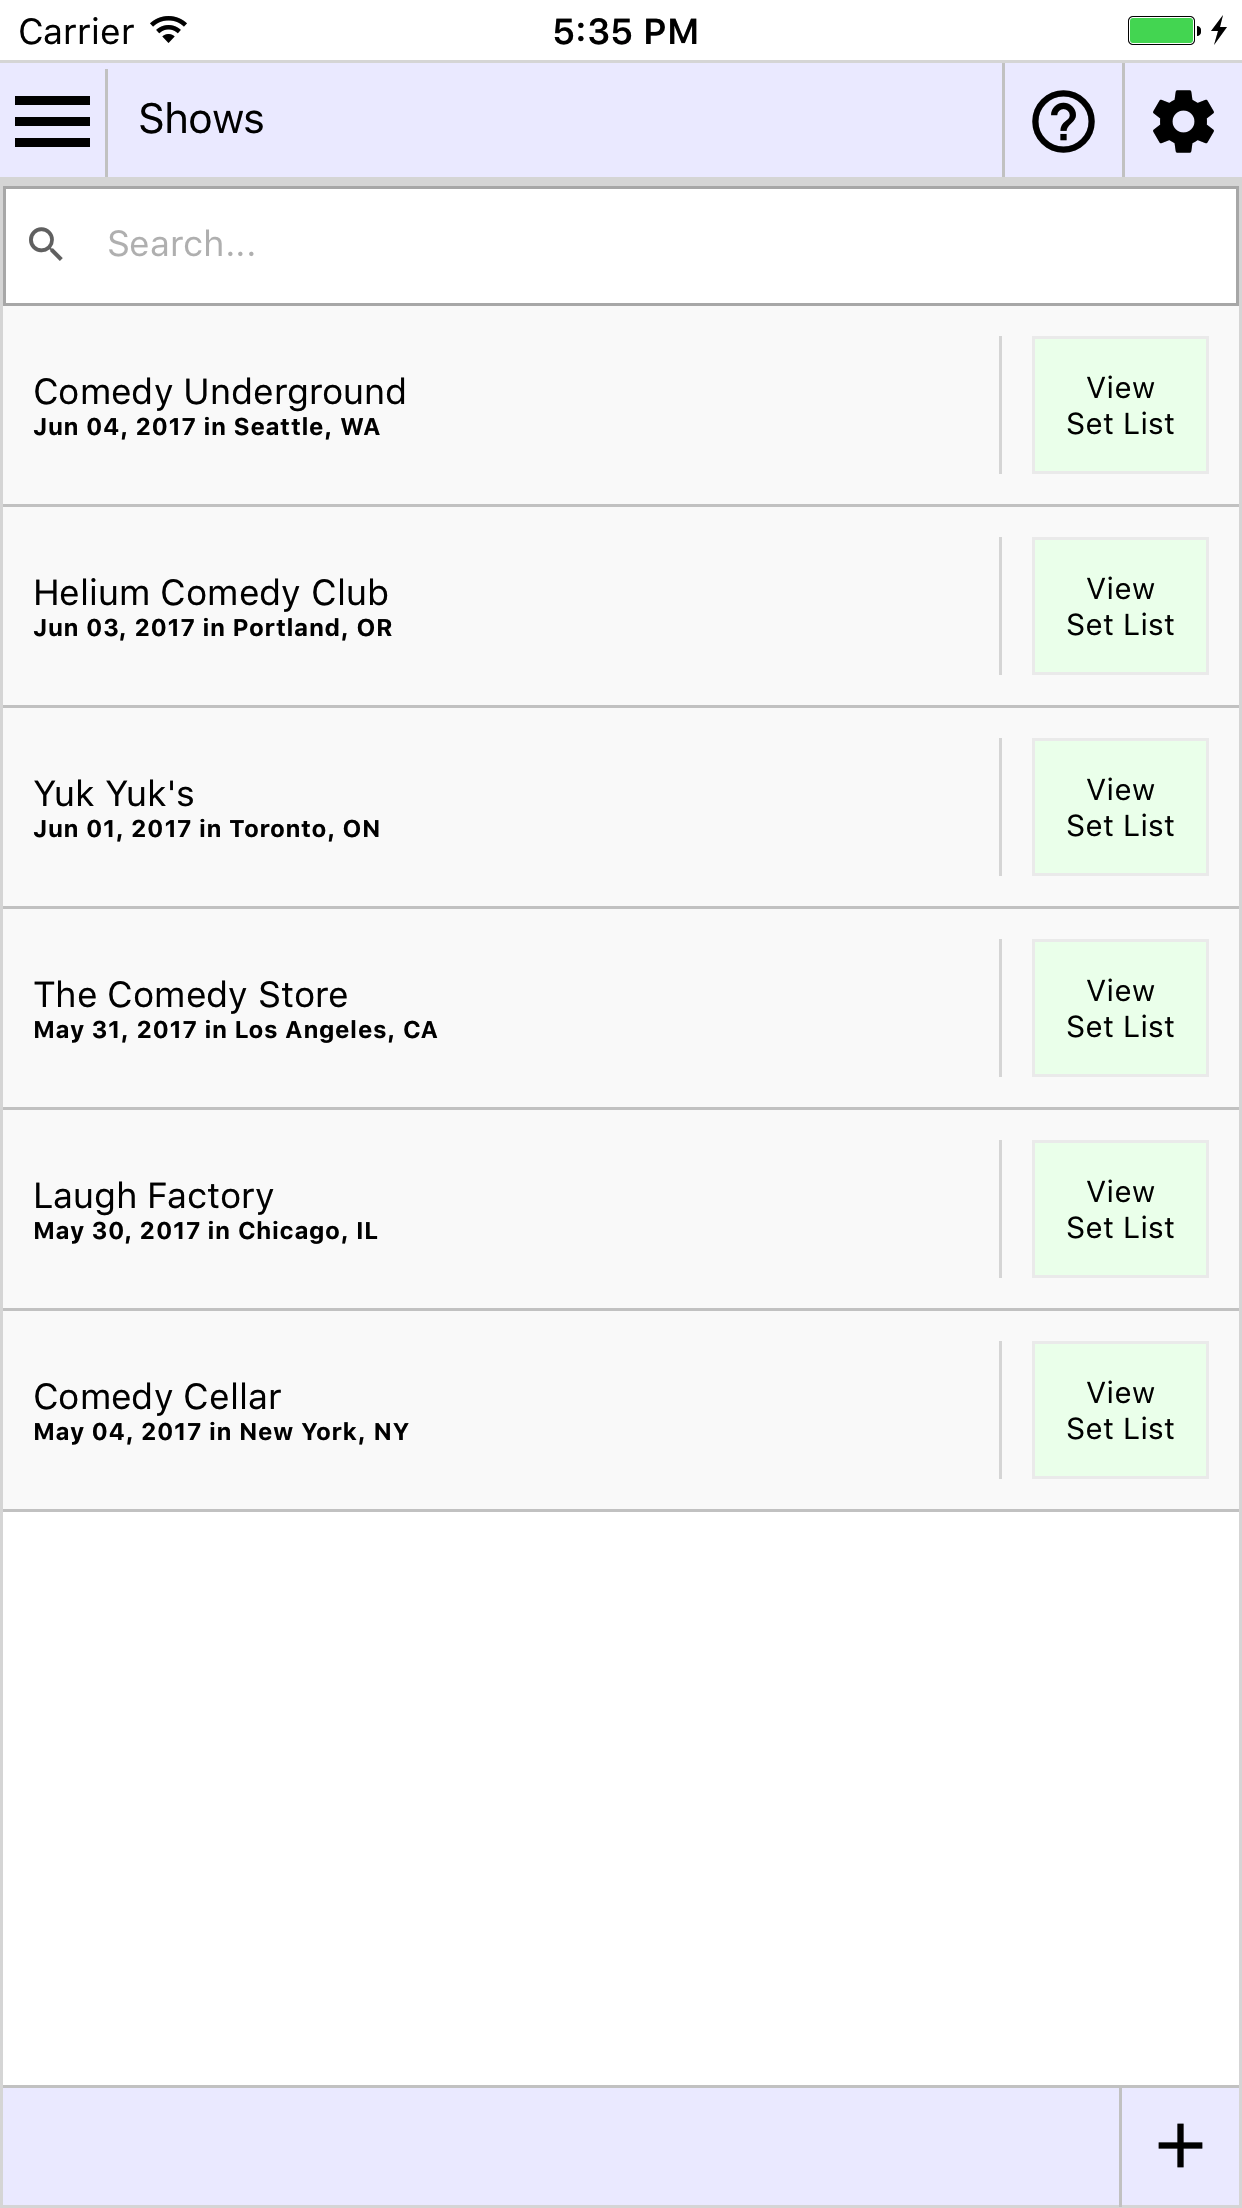 Carrier 5:35 PM
Shows
Search...
Comedy Underground
Jun 04, 2017 in Seattle, WA
View
Set List
Helium Comedy Club
Jun 03, 2017 in Portland, OR
View
Set List
Yuk Yuk's
Jun 01, 2017 in Toronto, ON
View
Set List
The Comedy Store
May 31, 2017 in Los Angeles, CA
View
Set List
Laugh Factory
May 30, 2017 in Chicago, IL
View
Set List
Comedy Cellar
May 04, 2017 in New York, NY
View
Set List